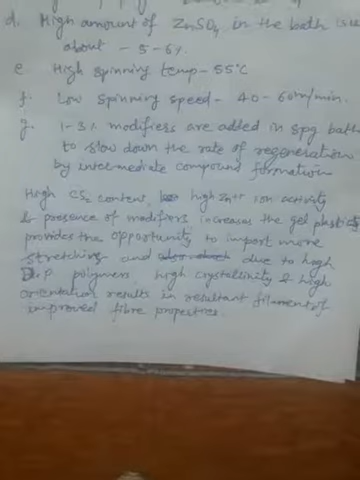 d. High amount of ZnSO4 in the bath is
about - 5-6%
e. High spinning temp - 55°C
f. Low spinning speed - 40 - 60m/min.
g. 1-3% modifiers are added in spg bath
to slow down the rate of regeneration
by intermediate compound formation
High CS2 content, high Zn++ ion activity
& presence of modifiers increases the gel
provides the opportunity to impart more
stretching and due to high
D.P polymers. High crystallinity & high
orientation results in resultant filament of
improved fibre properties.